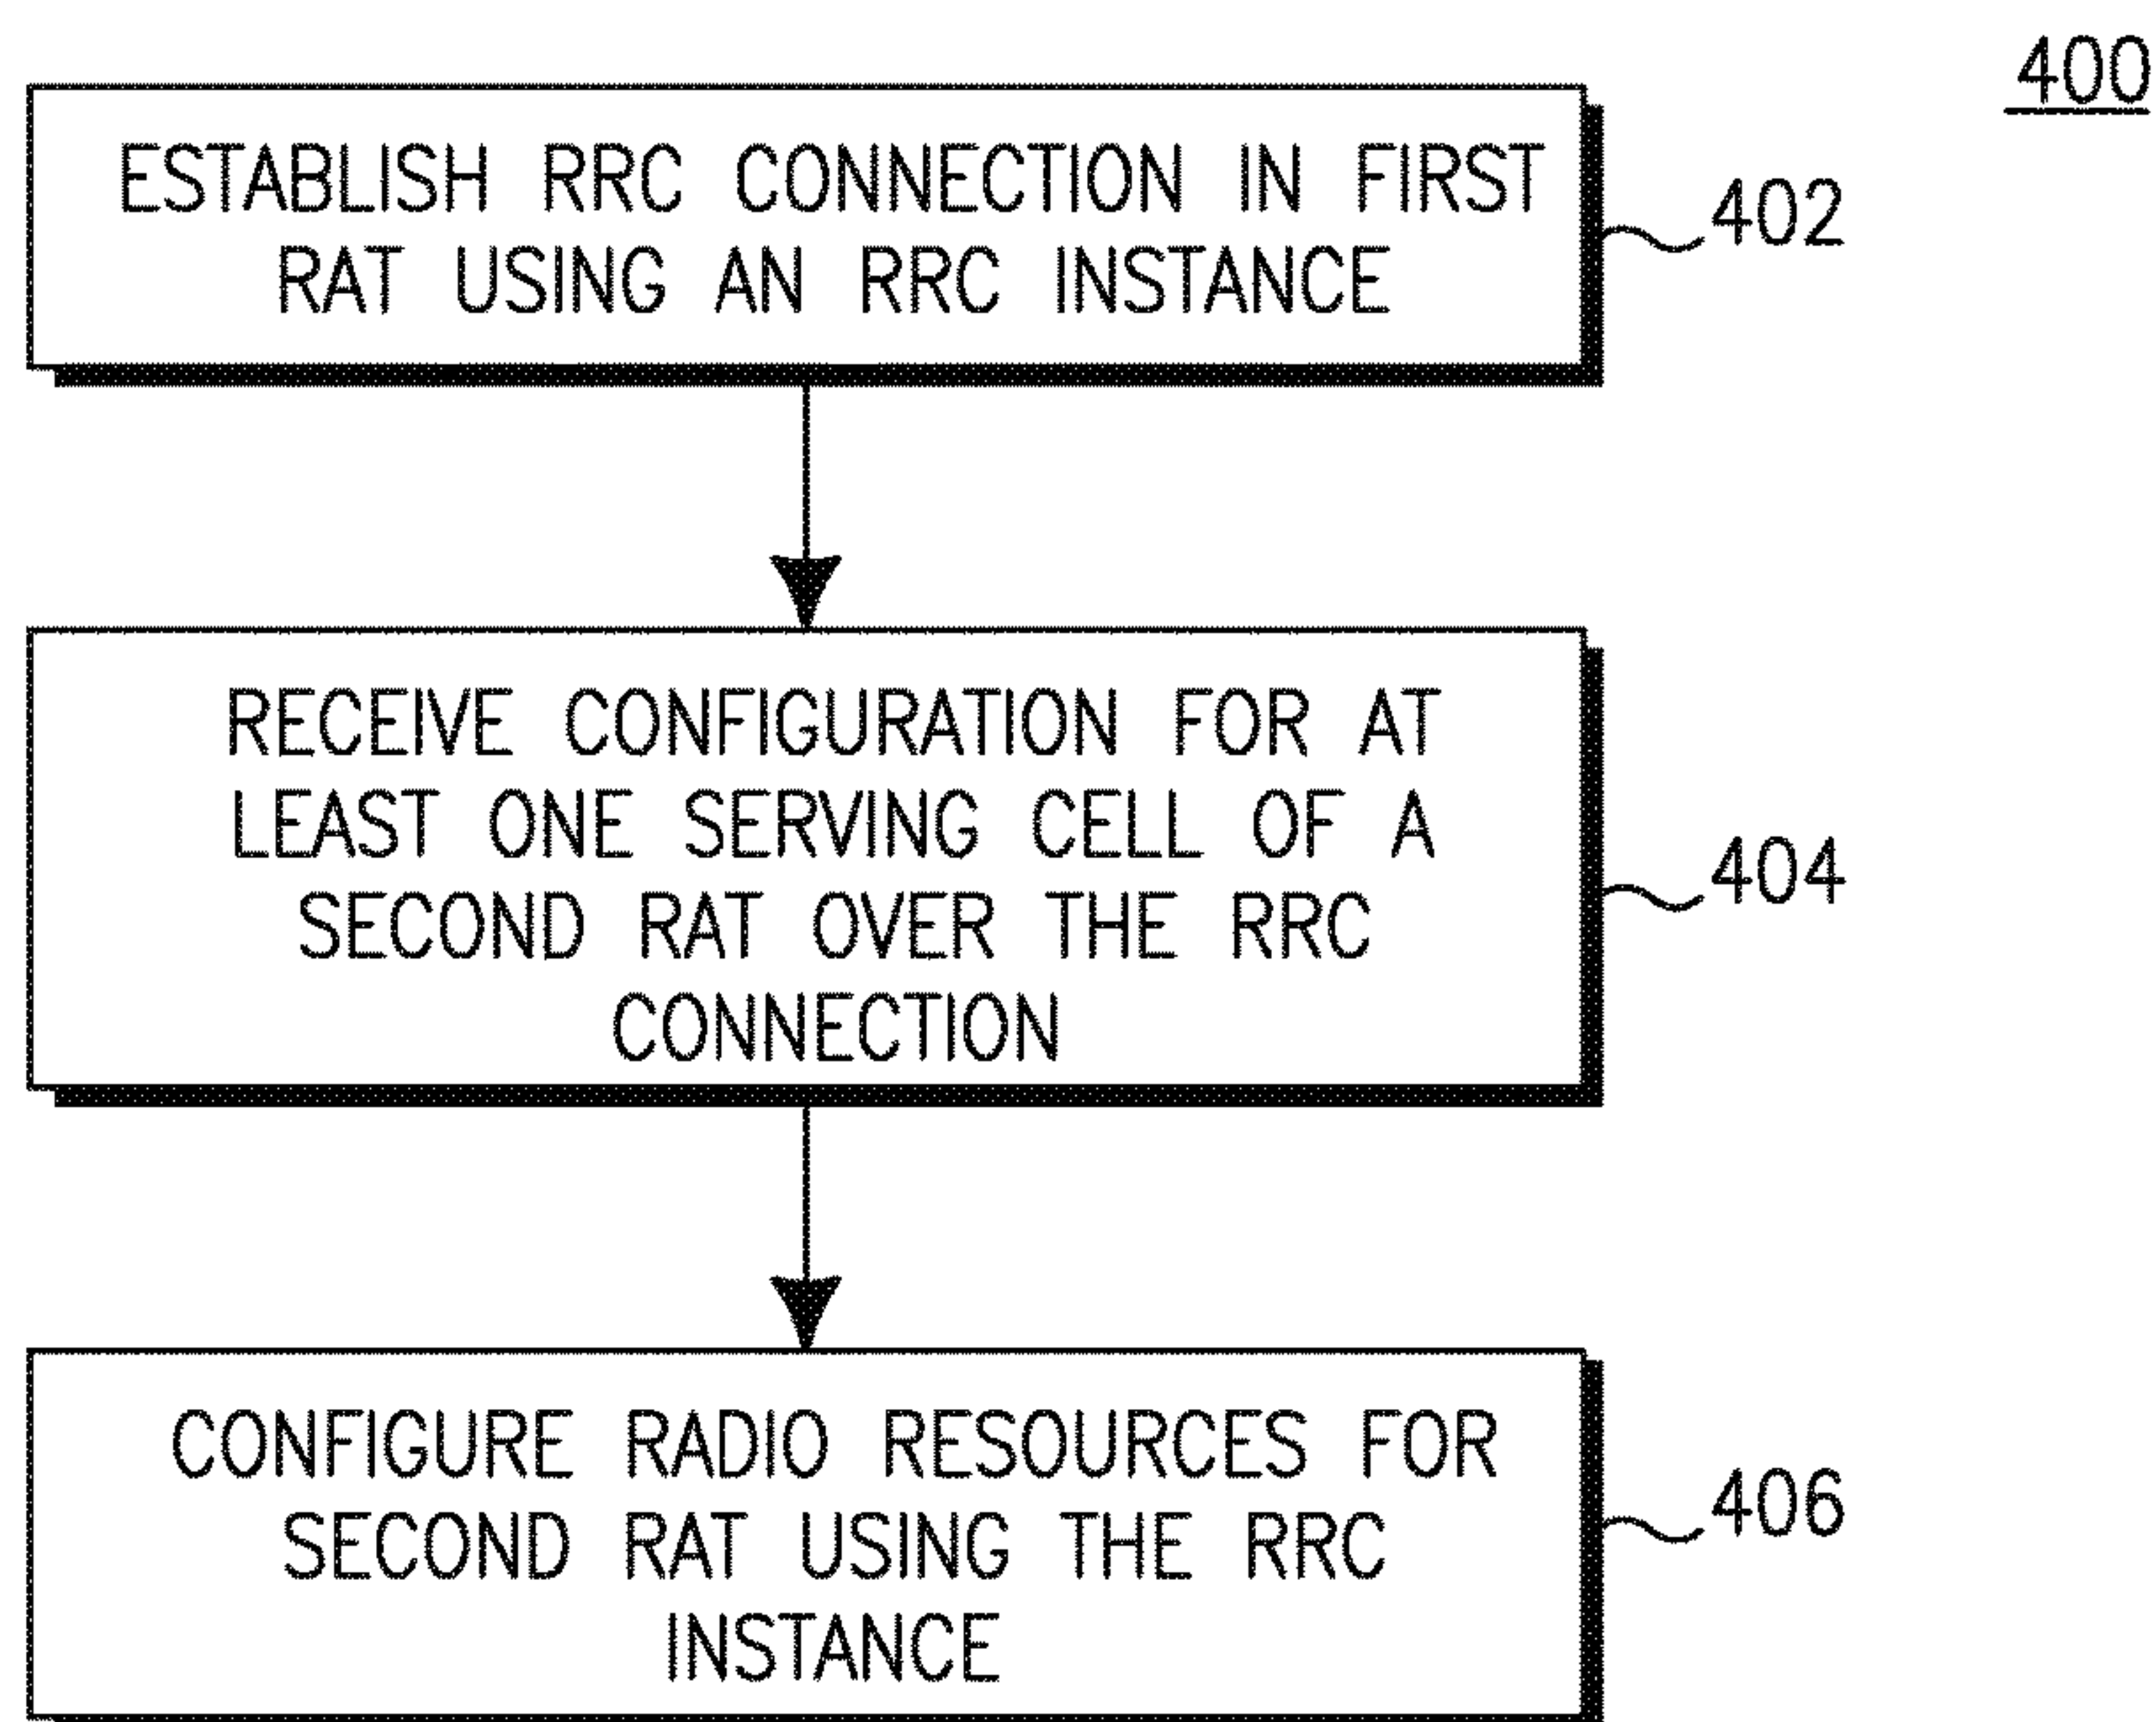 400
ESTABLISH RRC CONNECTION IN FIRST
RAT USING AN RRC INSTANCE
402
RECEIVE CONFIGURATION FOR AT
LEAST ONE SERVING CELL OF A
SECOND RAT OVER THE RRC
CONNECTION
404
CONFIGURE RADIO RESOURCES FOR
SECOND RAT USING THE RRC
INSTANCE
406